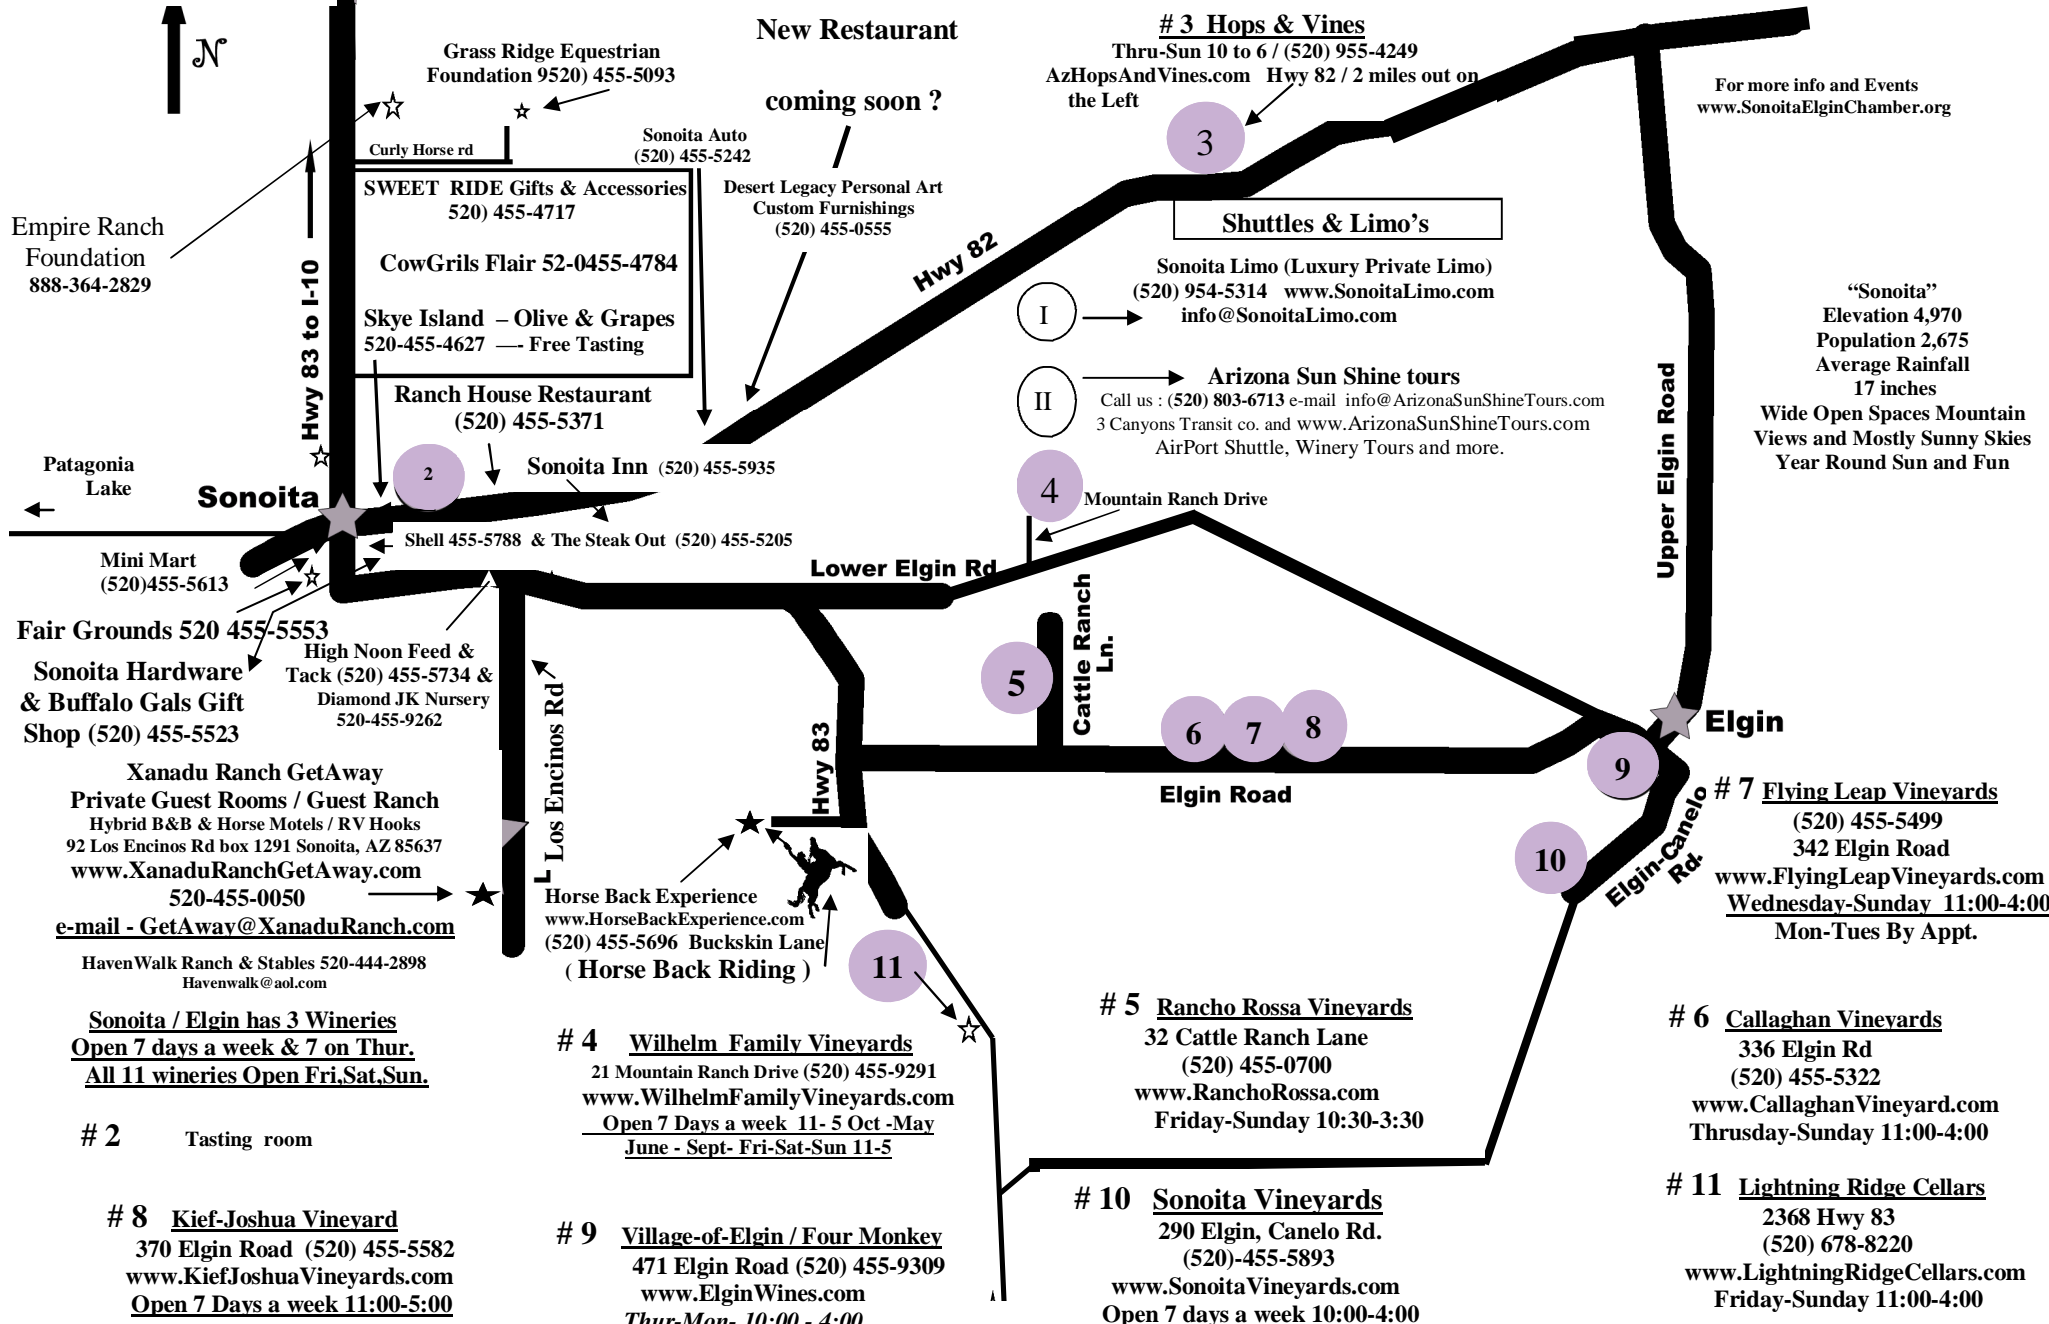 N
Grass Ridge Equestrian
Foundation 9520) 455-5093
New Restaurant
coming soon ?
# 3 Hops & Vines
Thru-Sun 10 to 6 / (520) 955-4249
AzHopsAndVines.com Hwy 82 / 2 miles out on
the Left
3
For more info and Events
www.SonoitaElginChamber.org
Curly Horse rd
Sonoita Auto
(520) 455-5242
SWEET RIDE Gifts & Accessories
520) 455-4717
CowGrils Flair 52-0455-4784
Skye Island – Olive & Grapes
520-455-4627 —- Free Tasting
Desert Legacy Personal Art
Custom Furnishings
(520) 455-0555
Empire Ranch
Foundation
888-364-2829
Hwy 83 to I-10
Hwy 82
Shuttles & Limo's
I
Sonoita Limo (Luxury Private Limo)
(520) 954-5314 www.SonoitaLimo.com
info@SonoitaLimo.com
II
Arizona Sun Shine tours
Call us : (520) 803-6713 e-mail info@ArizonaSunShineTours.com
3 Canyons Transit co. and www.ArizonaSunShineTours.com
AirPort Shuttle, Winery Tours and more.
Upper Elgin Road
“Sonoita”
Elevation 4,970
Population 2,675
Average Rainfall
17 inches
Wide Open Spaces Mountain
Views and Mostly Sunny Skies
Year Round Sun and Fun
Ranch House Restaurant
(520) 455-5371
2
Sonoita Inn (520) 455-5935
Patagonia
Lake
Sonoita
Shell 455-5788 & The Steak Out (520) 455-5205
4
Mountain Ranch Drive
Mini Mart
(520)455-5613
Lower Elgin Rd
Fair Grounds 520 455-5553
Sonoita Hardware
& Buffalo Gals Gift
Shop (520) 455-5523
High Noon Feed &
Tack (520) 455-5734 &
Diamond JK Nursery
520-455-9262
L Los Encinos Rd
Hwy 83
5
Cattle Ranch
Ln.
6
7
8
Elgin Road
9
Elgin
10
Elgin-Canelo
Rd.
Xanadu Ranch GetAway
Private Guest Rooms / Guest Ranch
Hybrid B&B & Horse Motels / RV Hooks
92 Los Encinos Rd box 1291 Sonoita, AZ 85637
www.XanaduRanchGetAway.com
520-455-0050
e-mail - GetAway@XanaduRanch.com
HavenWalk Ranch & Stables 520-444-2898
Havenwalk@aol.com
Sonoita / Elgin has 3 Wineries
Open 7 days a week & 7 on Thur.
All 11 wineries Open Fri,Sat,Sun.
Horse Back Experience
www.HorseBackExperience.com
(520) 455-5696 Buckskin Lane
( Horse Back Riding )
11
# 7 Flying Leap Vineyards
(520) 455-5499
342 Elgin Road
www.FlyingLeapVineyards.com
Wednesday-Sunday 11:00-4:00
Mon-Tues By Appt.
# 2 Tasting room
# 4 Wilhelm Family Vineyards
21 Mountain Ranch Drive (520) 455-9291
www.WilhelmFamilyVineyards.com
Open 7 Days a week 11- 5 Oct -May
June - Sept- Fri-Sat-Sun 11-5
# 5 Rancho Rossa Vineyards
32 Cattle Ranch Lane
(520) 455-0700
www.RanchoRossa.com
Friday-Sunday 10:30-3:30
# 6 Callaghan Vineyards
336 Elgin Rd
(520) 455-5322
www.CallaghanVineyard.com
Thrusday-Sunday 11:00-4:00
# 8 Kief-Joshua Vineyard
370 Elgin Road (520) 455-5582
www.KiefJoshuaVineyards.com
Open 7 Days a week 11:00-5:00
# 9 Village-of-Elgin / Four Monkey
471 Elgin Road (520) 455-9309
www.ElginWines.com
Thur-Mon- 10:00 - 4:00
# 10 Sonoita Vineyards
290 Elgin, Canelo Rd.
(520)-455-5893
www.SonoitaVineyards.com
Open 7 days a week 10:00-4:00
# 11 Lightning Ridge Cellars
2368 Hwy 83
(520) 678-8220
www.LightningRidgeCellars.com
Friday-Sunday 11:00-4:00